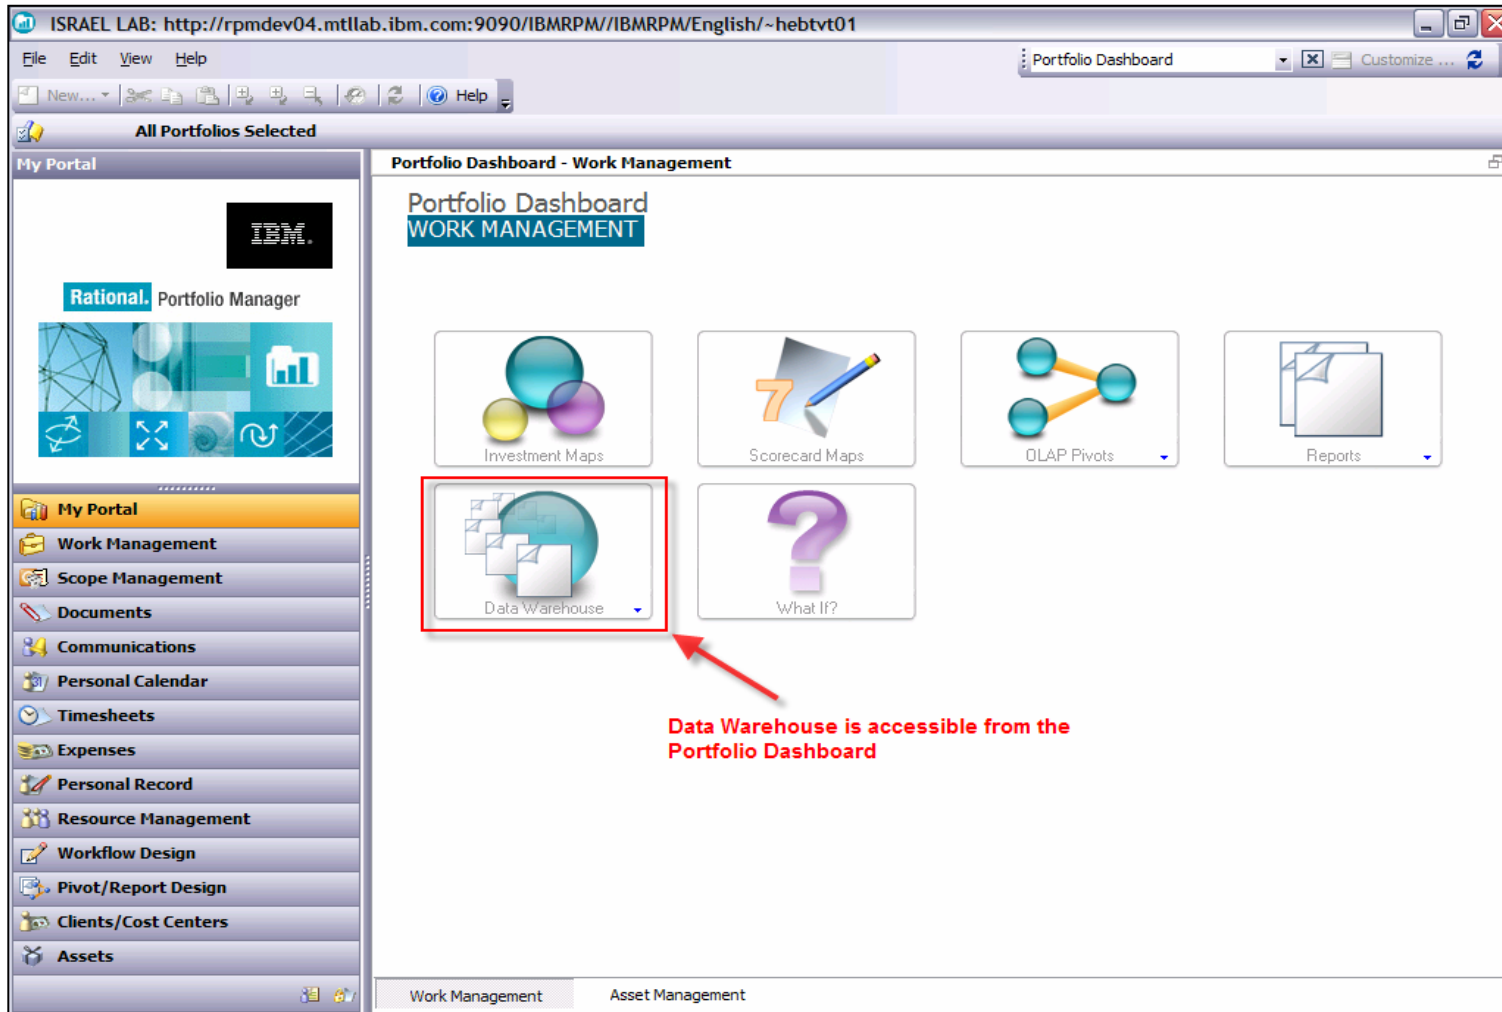 ISRAEL LAB: http://rpmdev04.mtllab.ibm.com:9090/IBMRPM//IBMRPM/English/~hebtvt01
File Edit View Help
Portfolio Dashboard
Customize ...
New...
Help
All Portfolios Selected
My Portal
Portfolio Dashboard - Work Management
IBM.
Rational. Portfolio Manager
Portfolio Dashboard
WORK MANAGEMENT
7
Investment Maps
Scorecard Maps
OLAP Pivots
Reports
?
Data Warehouse
What If?
Data Warehouse is accessible from the
Portfolio Dashboard
My Portal
Work Management
Scope Management
Documents
Communications
31
Personal Calendar
Timesheets
Expenses
Personal Record
Resource Management
Workflow Design
Pivot/Report Design
Clients/Cost Centers
Assets
Work Management
Asset Management